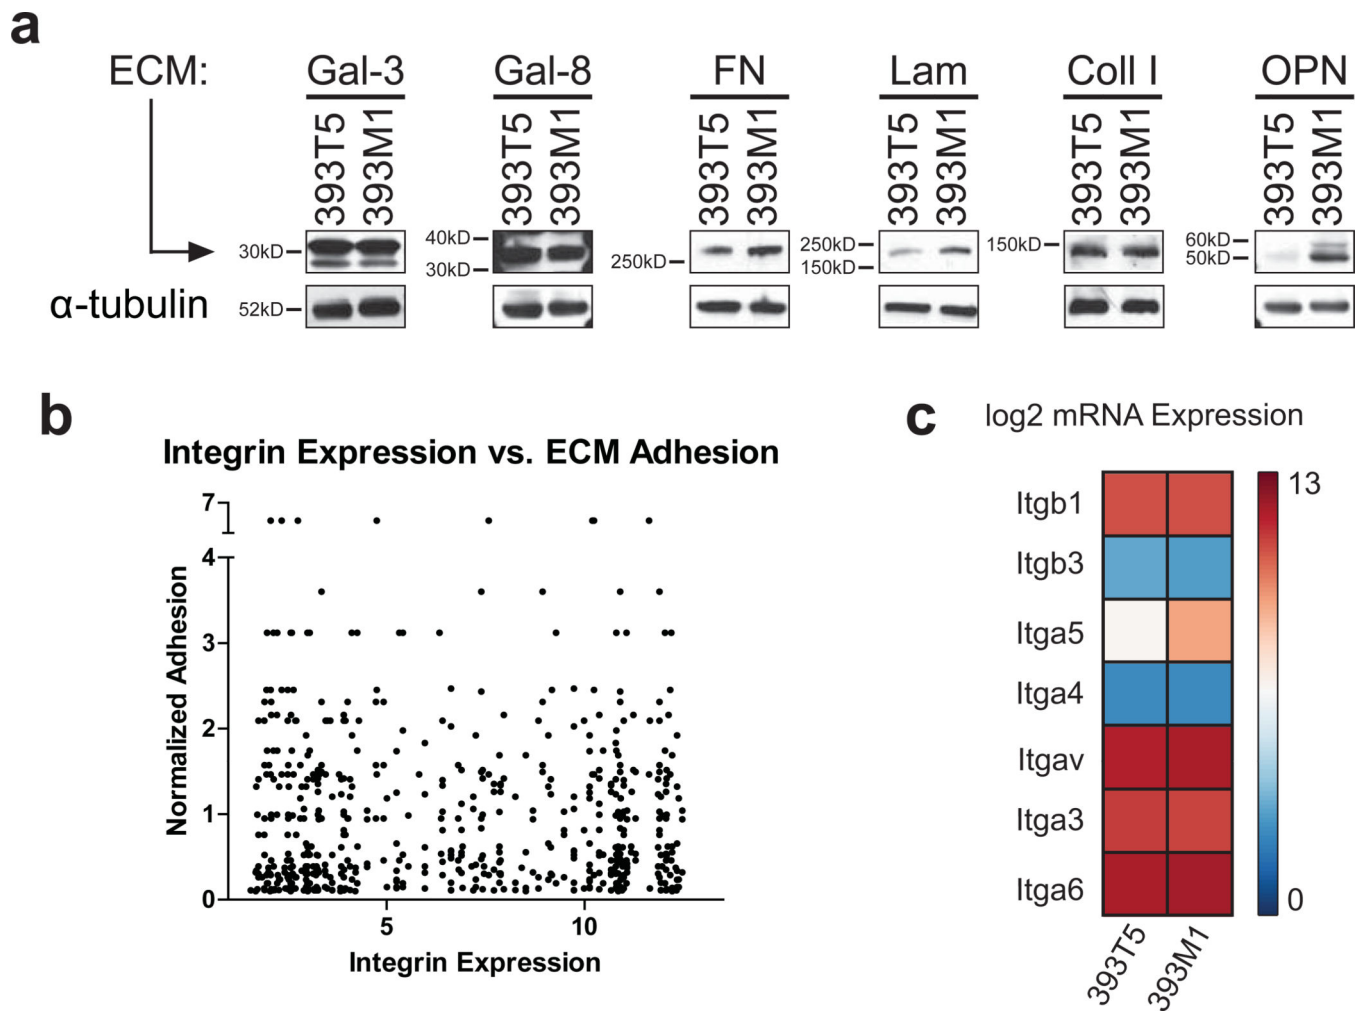 a
ECM: Gal-3 Gal-8 FN Lam Coll I OPN
393T5 393M1 393T5 393M1 393T5 393M1 393T5 393M1 393T5 393M1 393T5 393M1
30kD 40kD 30kD 250kD 250kD 150kD 150kD 60kD 50kD
α-tubulin 52kD
b
Integrin Expression vs. ECM Adhesion
7
4
3
2
1
0
Normalized Adhesion
5 10
Integrin Expression
c
log2 mRNA Expression
Itgb1
Itgb3
Itga5
Itga4
Itgav
Itga3
Itga6
393T5 393M1
13
0